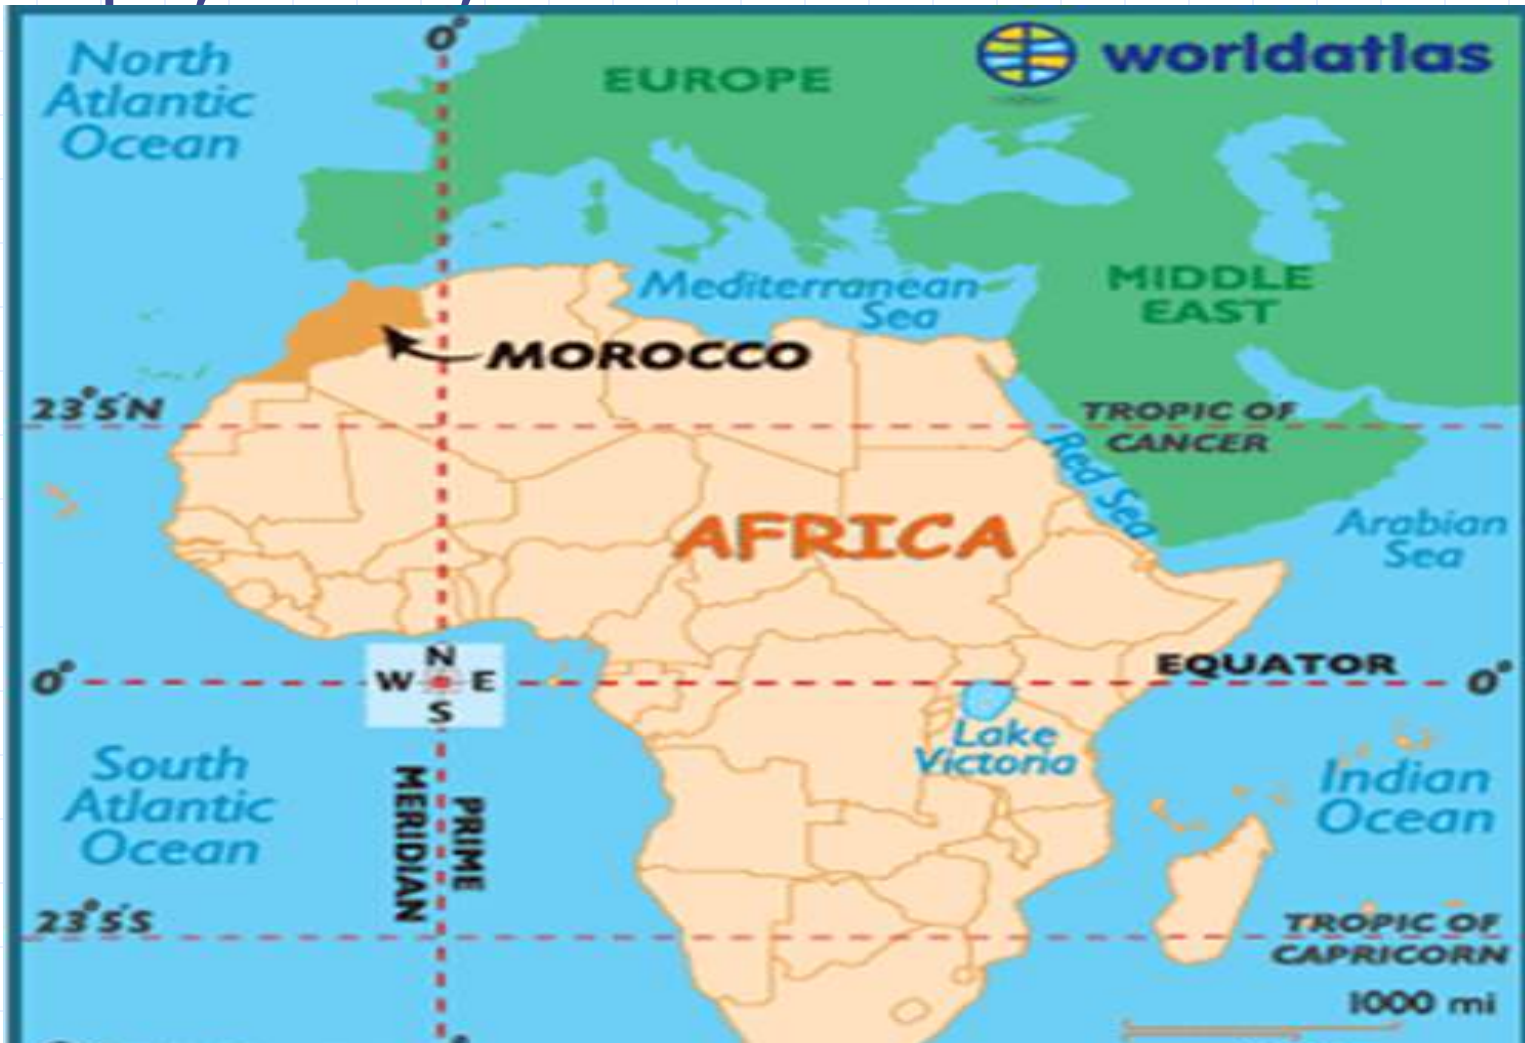 0°
North
Atlantic
Ocean
EUROPE
worldatlas
Mediterranean
Sea
MIDDLE
EAST
MOROCCO
23°5'N
TROPIC OF
CANCER
Red Sea
AFRICA
Arabian
Sea
N
W E
S
0°
EQUATOR
0°
Lake
Victoria
South
Atlantic
Ocean
PRIME
MERIDIAN
Indian
Ocean
23°5'S
TROPIC OF
CAPRICORN
1000 mi